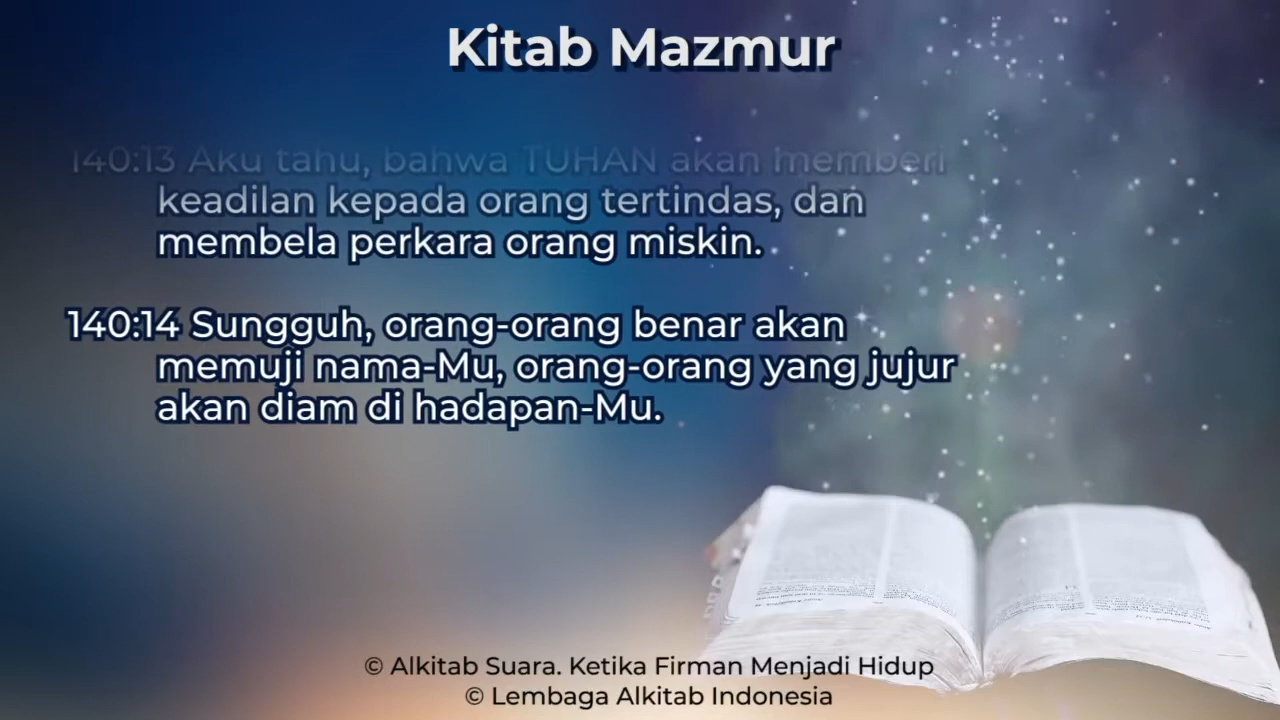 Kitab Mazmur
140:13 Aku tahu, bahwa TUHAN akan memberi
keadilan kepada orang tertindas, dan
membela perkara orang miskin.
140:14 Sungguh, orang-orang benar akan
memuji nama-Mu, orang-orang yang jujur
akan diam di hadapan-Mu.
© Alkitab Suara. Ketika Firman Menjadi Hidup
© Lembaga Alkitab Indonesia